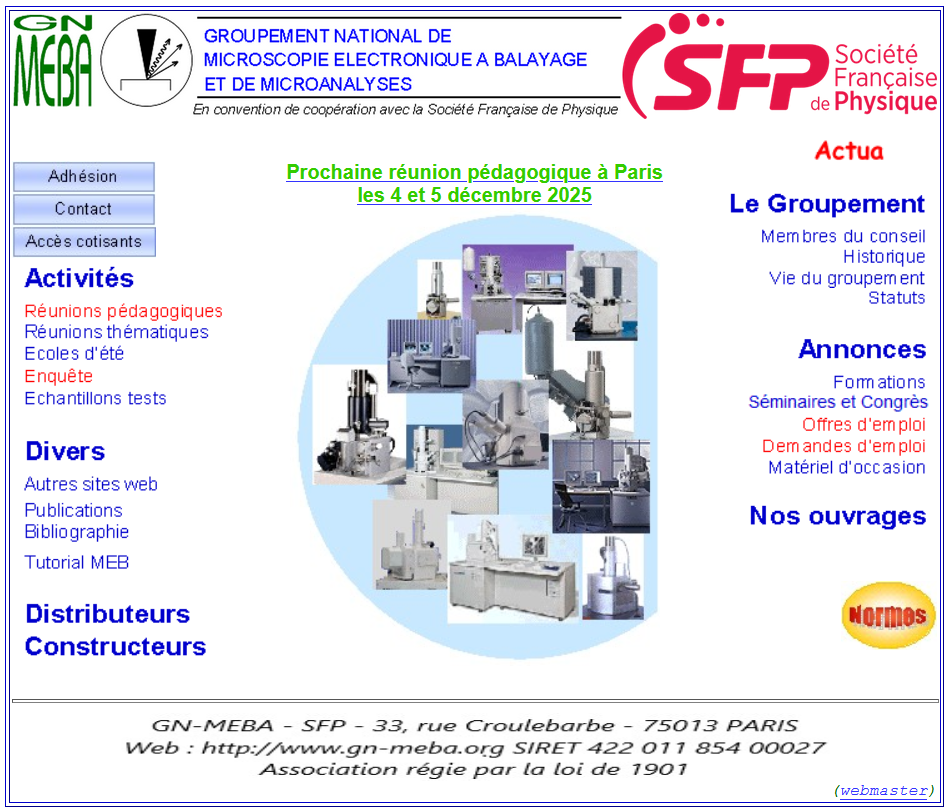 GN
MEBA
GROUPEMENT NATIONAL DE
MICROSCOPIE ELECTRONIQUE A BALAYAGE
ET DE MICROANALYSES
En convention de coopération avec la Société Française de Physique
SFP
Société
Française
de Physique
Actua
Prochaine réunion pédagogique à Paris
les 4 et 5 décembre 2025
Adhésion
Contact
Accès cotisants
Activités
Réunions pédagogiques
Réunions thématiques
Ecoles d'été
Enquête
Echantillons tests
Divers
Autres sites web
Publications
Bibliographie
Tutorial MEB
Distributeurs
Constructeurs
Le Groupement
Membres du conseil
Historique
Vie du groupement
Statuts
Annonces
Formations
Séminaires et Congrès
Offres d'emploi
Demandes d'emploi
Matériel d'occasion
Nos ouvrages
Normes
GN-MEBA - SFP - 33, rue Croulebarbe - 75013 PARIS
Web : http://www.gn-meba.org SIRET 422 011 854 00027
Association régie par la loi de 1901
(webmaster)